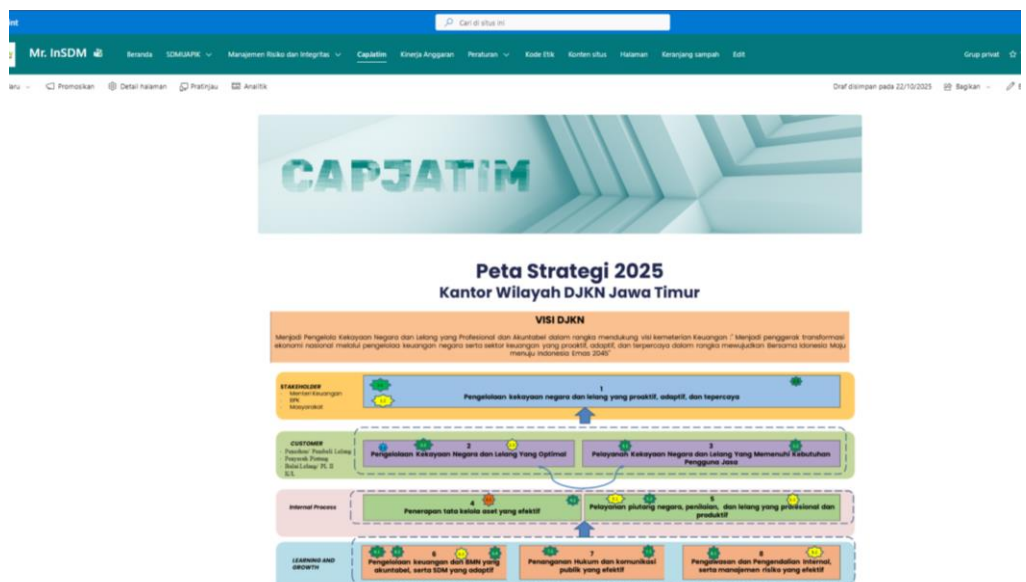 int
Cari di situs ini
Mr. InSDM
Beranda
SDMUAPIK
Manajemen Risiko dan Integritas
Capjatim
Kinerja Anggaran
Peraturan
Kode Etik
Konten situs
Halaman
Keranjang sampah
Edit
Grup privat
aru
Promosikan
Detail halaman
Pratinjau
Analitik
Draf disimpan pada 22/10/2025
Bagikan
CAPJATIM
Peta Strategi 2025
Kantor Wilayah DJKN Jawa Timur
VISI DJKN
Menjadi Pengelola Kekayaan Negara dan Lelang yang Profesional dan Akuntabel dalam rangka mendukung visi kementerian Keuangan :" Menjadi penggerak transformasi
ekonomi nasional melalui pengelolaa keuangan negara serta sektor keuangan yang proaktif, adaptif, dan terpercaya dalam rangka mewujudkan Bersama Idonesia Maju
menuju Indonesia Emas 2045"
STAKEHOLDER
- Menteri Keuangan
- BPK
- Masyarakat
1
Pengelolaan kekayaan negara dan lelang yang proaktif, adaptif, dan tepercaya
CUSTOMER
2
Pengelolaan Kekayaan Negara dan Lelang Yang Optimal
3
Pelayanan Kekayaan Negara dan Lelang Yang Memenuhi Kebutuhan
Pengguna Jasa
Internal Process
4
Penerapan tata kelola aset yang efektif
5
Pelayanan piutang negara, penilaian, dan lelang yang profesional dan
produktif
LEARNING AND
GROWTH
6
Pengelolaan keuangan dan BMN yang
akuntabel, serta SDM yang adaptif
7
Penanganan Hukum dan komunikasi
publik yang efektif
8
Pengawasan dan Pengendalian Internal,
serta manajemen risiko yang efektif